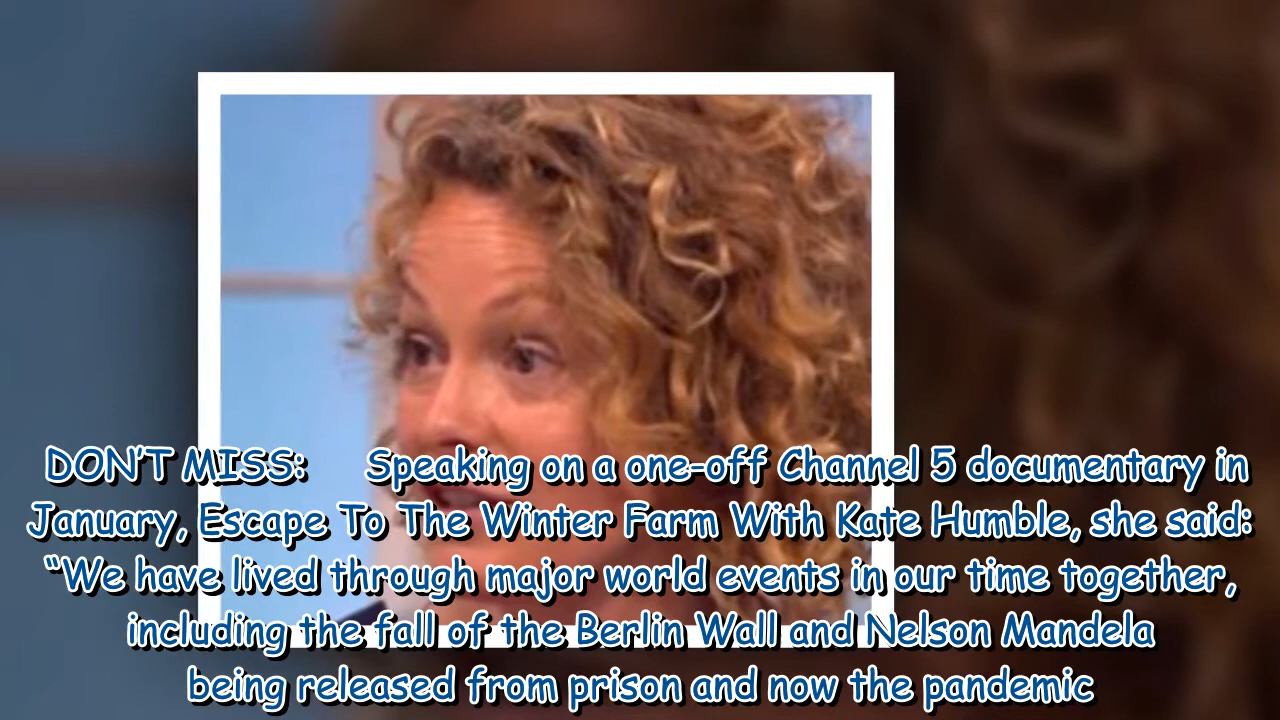 DON'T MISS: Speaking on a one-off Channel 5 documentary in
January, Escape To The Winter Farm With Kate Humble, she said:
“We have lived through major world events in our time together,
including the fall of the Berlin Wall and Nelson Mandela
being released from prison and now the pandemic